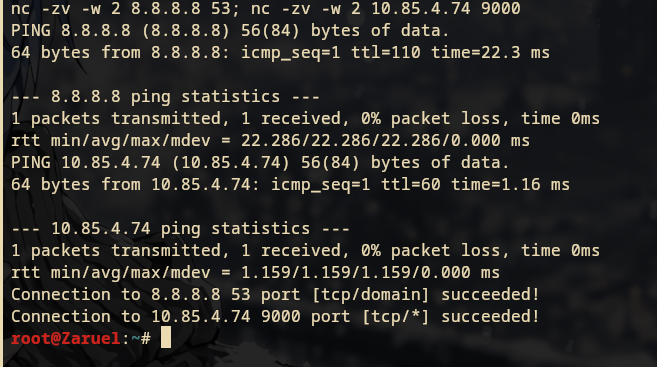 nc -zv -w 2 8.8.8.8 53; nc -zv -w 2 10.85.4.74 9000
PING 8.8.8.8 (8.8.8.8) 56(84) bytes of data.
64 bytes from 8.8.8.8: icmp_seq=1 ttl=110 time=22.3 ms
--- 8.8.8.8 ping statistics ---
1 packets transmitted, 1 received, 0% packet loss, time 0ms
rtt min/avg/max/mdev = 22.286/22.286/22.286/0.000 ms
PING 10.85.4.74 (10.85.4.74) 56(84) bytes of data.
64 bytes from 10.85.4.74: icmp_seq=1 ttl=60 time=1.16 ms
--- 10.85.4.74 ping statistics ---
1 packets transmitted, 1 received, 0% packet loss, time 0ms
rtt min/avg/max/mdev = 1.159/1.159/1.159/0.000 ms
Connection to 8.8.8.8 53 port [tcp/domain] succeeded!
Connection to 10.85.4.74 9000 port [tcp/*] succeeded!
root@Zaruel:~#